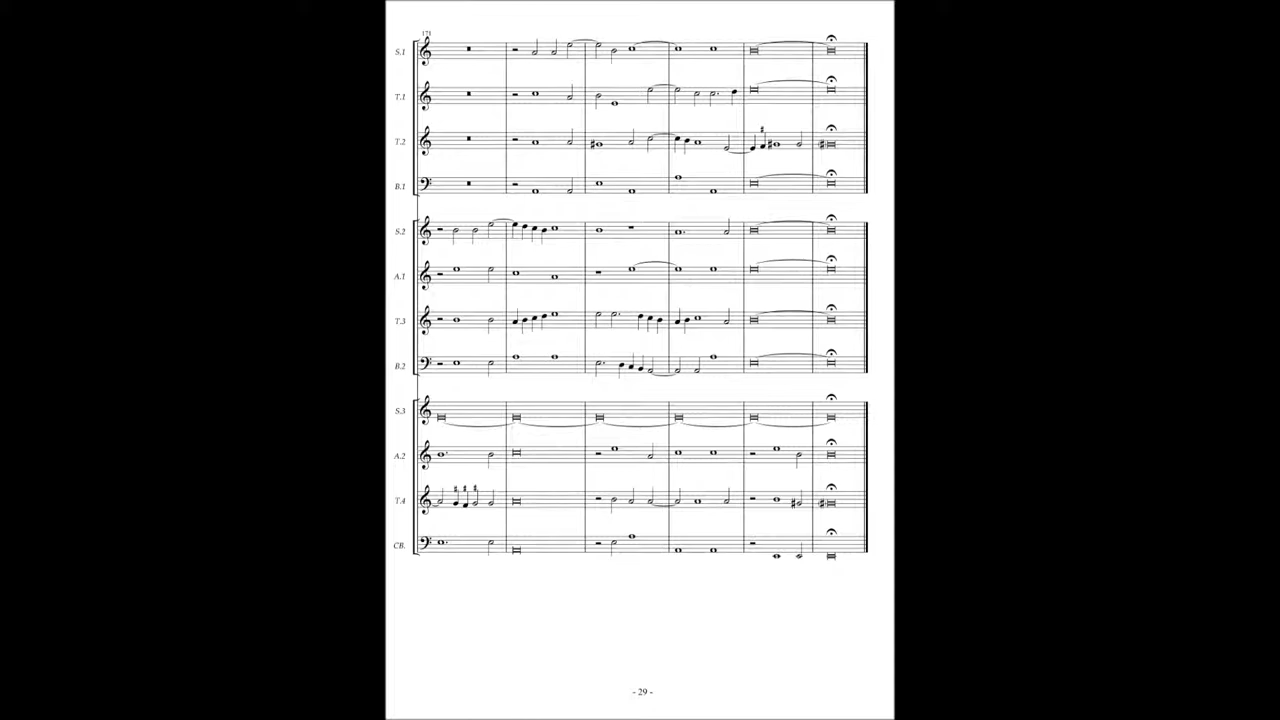 171
S.1
T.1
T.2
B.1
S.2
A.1
T.3
B.2
S.3
A.2
T.4
CB.
- 29 -